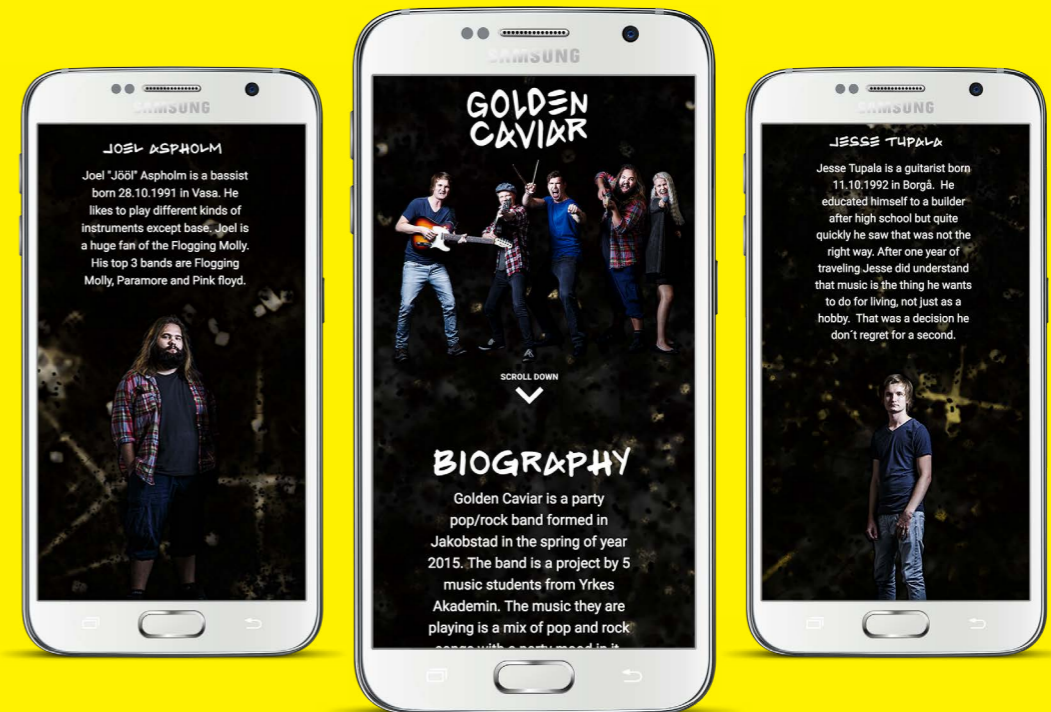 SAMSUNG
JOEL ASPHOLM
Joel "Jööl" Aspholm is a bassist
born 28.10.1991 in Vasa. He
likes to play different kinds of
instruments except base. Joel is
a huge fan of the Flogging Molly.
His top 3 bands are Flogging
Molly, Paramore and Pink floyd.
SAMSUNG
GOLDEN
CAVIAR
SCROLL DOWN
BIOGRAPHY
Golden Caviar is a party
pop/rock band formed in
Jakobstad in the spring of year
2015. The band is a project by 5
music students from Yrkes
Akademin. The music they are
playing is a mix of pop and rock
songs with a party mood in it
SAMSUNG
JESSE TUPALA
Jesse Tupala is a guitarist born
11.10.1992 in Borgå. He
educated himself to a builder
after high school but quite
quickly he saw that was not the
right way. After one year of
traveling Jesse did understand
that music is the thing he wants
to do for living, not just as a
hobby. That was a decision he
don´t regret for a second.